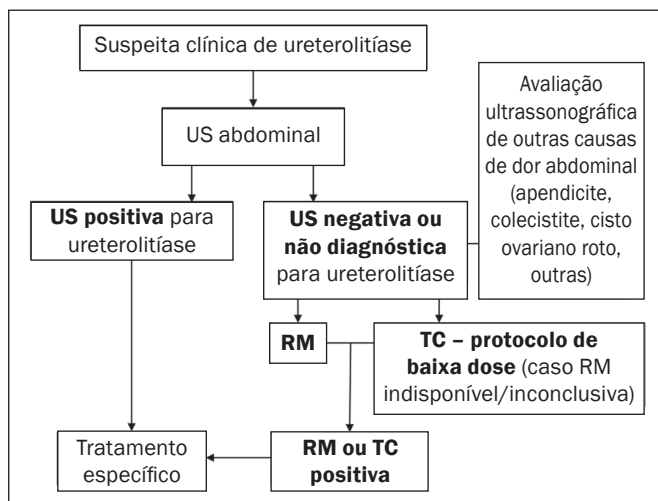 Suspeita clínica de ureterolitíase
US abdominal
Avaliação
ultrassonográfica
de outras causas
de dor abdominal
(apendicite,
colecistite, cisto
ovariano roto,
outras)
US positiva para
ureterolitíase
US negativa ou
não diagnóstica
para ureterolitíase
RM
TC – protocolo de
baixa dose (caso RM
indisponível/inconclusiva)
Tratamento
específico
RM ou TC
positiva